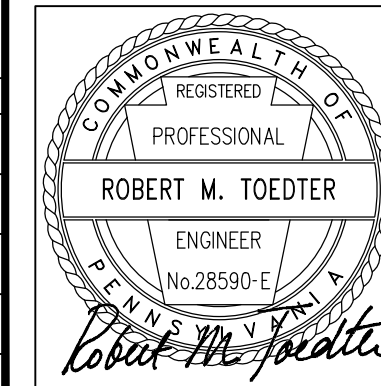 COMMONWEALTH OF
REGISTERED
PROFESSIONAL
ROBERT M. TOEDTER
ENGINEER
No.28590-E
PENNSYLVANIA
Robert M. Toedter